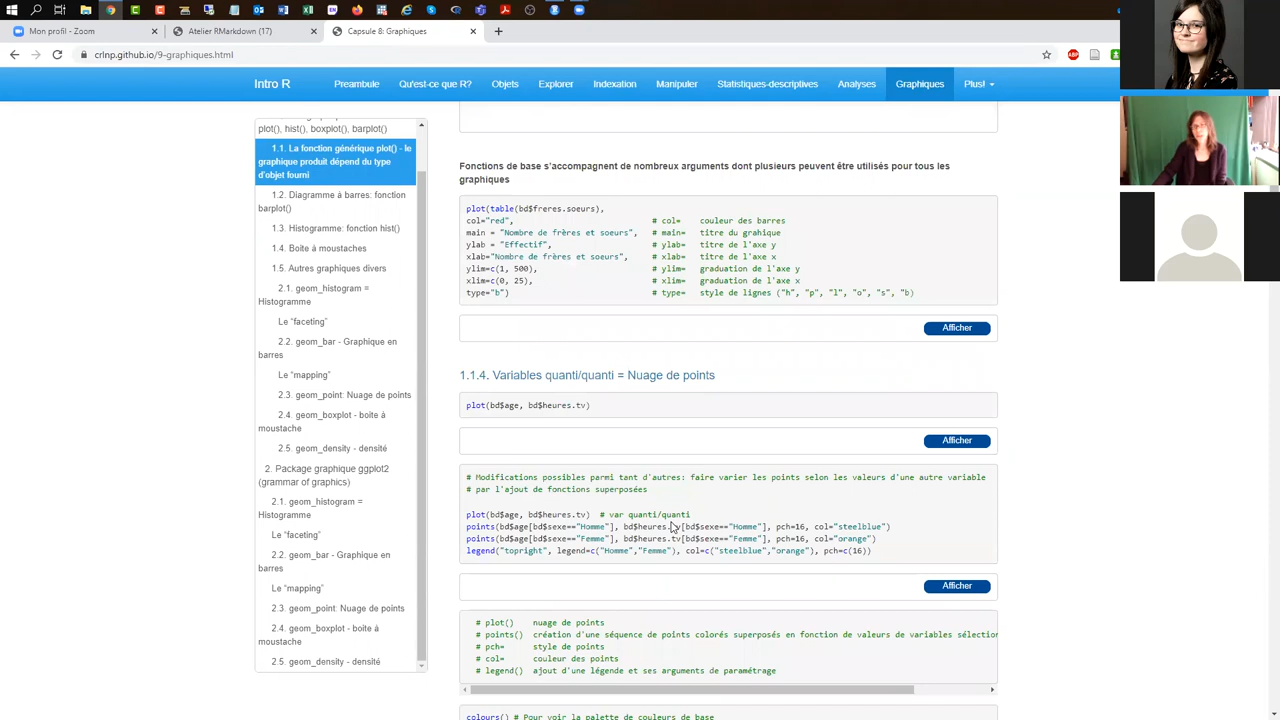 Mon profil - Zoom
Atelier RMarkdown (17)
Capsule 8: Graphiques
crlnp.github.io/9-graphiques.html
Intro R
Preambule
Qu'est-ce que R?
Objets
Explorer
Indexation
Manipuler
Statistiques-descriptives
Analyses
Graphiques
Plus!
plot(), hist(), boxplot(), barplot()
1.1. La fonction générique plot() - le
graphique produit dépend du type
d'objet fourni
1.2. Diagramme à barres: fonction
barplot()
1.3. Histogramme: fonction hist()
1.4. Boite à moustaches
1.5. Autres graphiques divers
2.1. geom_histogram =
Histogramme
Le "faceting"
2.2. geom_bar - Graphique en
barres
Le "mapping"
2.3. geom_point: Nuage de points
2.4. geom_boxplot - boite à
moustache
2.5. geom_density - densité
2. Package graphique ggplot2
(grammar of graphics)
2.1. geom_histogram =
Histogramme
Le "faceting"
2.2. geom_bar - Graphique en
barres
Le "mapping"
2.3. geom_point: Nuage de points
2.4. geom_boxplot - boite à
moustache
2.5. geom_density - densité
Fonctions de base s'accompagnent de nombreux arguments dont plusieurs peuvent être utilisés pour tous les
graphiques
plot(table(bd$freres.soeurs),
col="red", # col= couleur des barres
main = "Nombre de frères et soeurs", # main= titre du grahique
ylab = "Effectif", # ylab= titre de l'axe y
xlab="Nombre de frères et soeurs", # xlab= titre de l'axe x
ylim=c(1, 500), # ylim= graduation de l'axe y
xlim=c(0, 25), # xlim= graduation de l'axe x
type="b") # type= style de lignes ("h", "p", "l", "o", "s", "b)
Afficher
1.1.4. Variables quanti/quanti = Nuage de points
plot(bd$age, bd$heures.tv)
Afficher
# Modifications possibles parmi tant d'autres: faire varier les points selon les valeurs d'une autre variable
# par l'ajout de fonctions superposées
plot(bd$age, bd$heures.tv) # var quanti/quanti
points(bd$age[bd$sexe=="Homme"], bd$heures.tv[bd$sexe=="Homme"], pch=16, col="steelblue")
points(bd$age[bd$sexe=="Femme"], bd$heures.tv[bd$sexe=="Femme"], pch=16, col="orange")
legend("topright", legend=c("Homme","Femme"), col=c("steelblue","orange"), pch=c(16))
Afficher
# plot() nuage de points
# points() création d'une séquence de points colorés superposés en fonction de valeurs de variables sélection
# pch= style de points
# col= couleur des points
# legend() ajout d'une légende et ses arguments de paramétrage
colours() # Pour voir la palette de couleurs de base